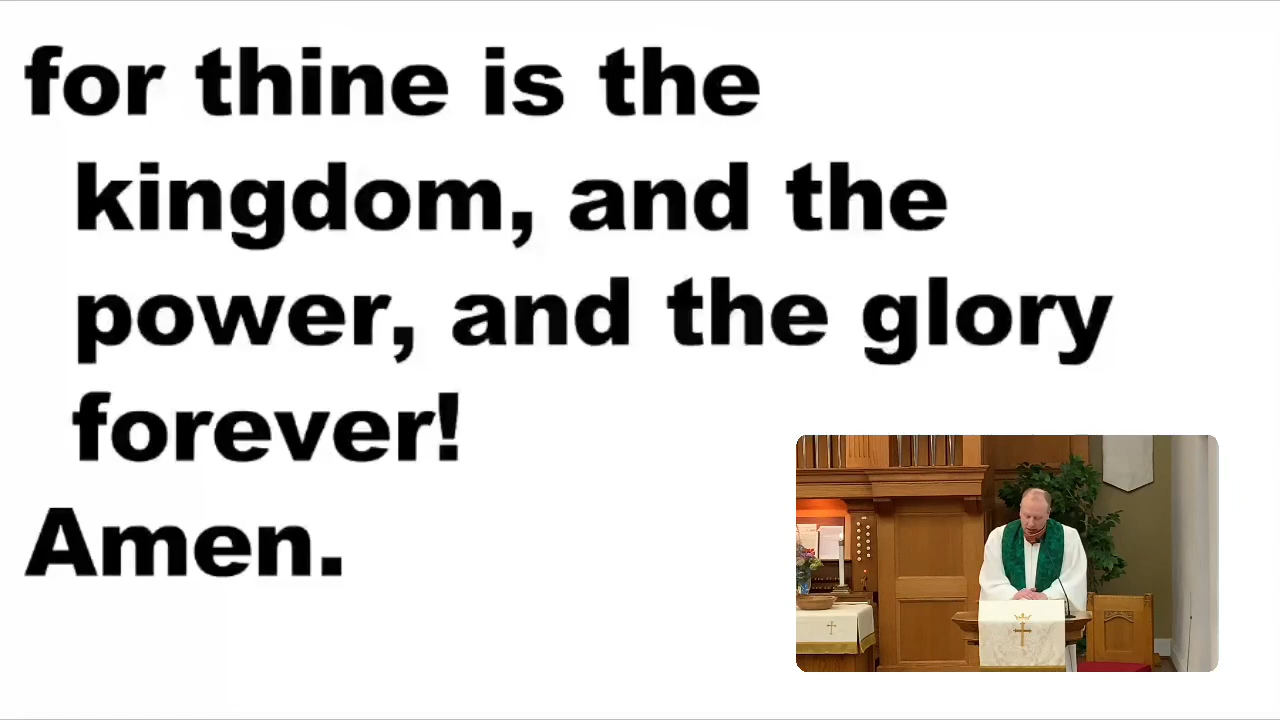 for thine is the
kingdom, and the
power, and the glory
forever!
Amen.